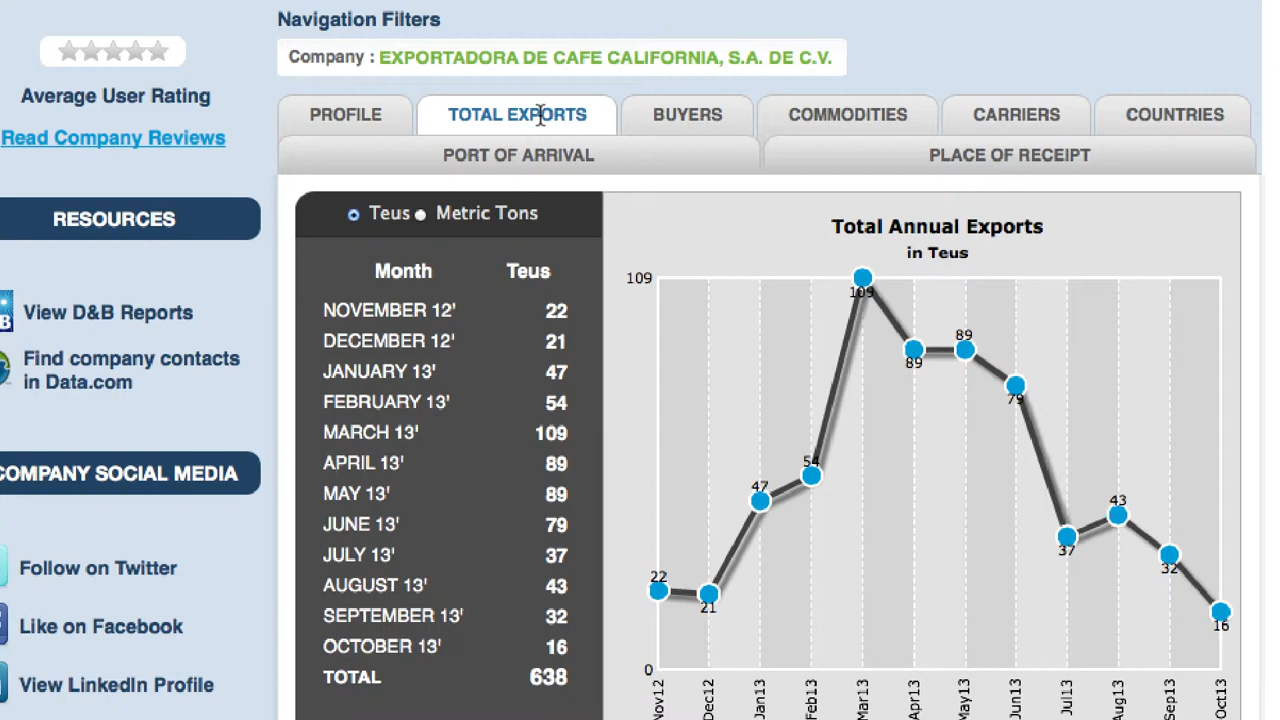 Navigation Filters
Company : EXPORTADORA DE CAFE CALIFORNIA, S.A. DE C.V.
Average User Rating
Read Company Reviews
RESOURCES
View D&B Reports
Find company contacts
in Data.com
COMPANY SOCIAL MEDIA
Follow on Twitter
Like on Facebook
View LinkedIn Profile
PROFILE TOTAL EXPORTS BUYERS COMMODITIES CARRIERS COUNTRIES
PORT OF ARRIVAL PLACE OF RECEIPT
Teus Metric Tons
Month Teus
NOVEMBER 12' 22
DECEMBER 12' 21
JANUARY 13' 47
FEBRUARY 13' 54
MARCH 13' 109
APRIL 13' 89
MAY 13' 89
JUNE 13' 79
JULY 13' 37
AUGUST 13' 43
SEPTEMBER 13' 32
OCTOBER 13' 16
TOTAL 638
Total Annual Exports
in Teus
109
0
22 21 47 54 109 89 89 79 37 43 32 16
Nov12 Dec12 Jan13 Feb13 Mar13 Apr13 May13 Jun13 Jul13 Aug13 Sep13 Oct13